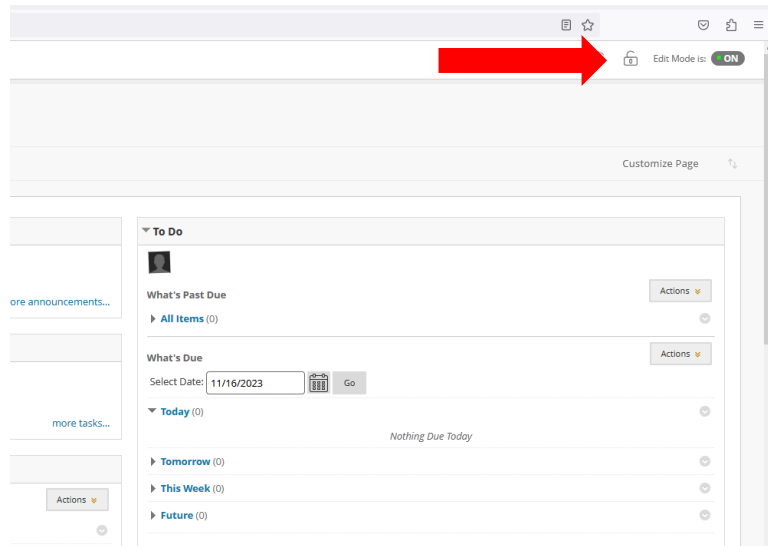 Edit Mode is: ON
Customize Page
To Do
What's Past Due
Actions
ore announcements...
All Items (0)
What's Due
Actions
Select Date: 11/16/2023 Go
Today (0)
more tasks...
Nothing Due Today
Tomorrow (0)
This Week (0)
Actions
Future (0)